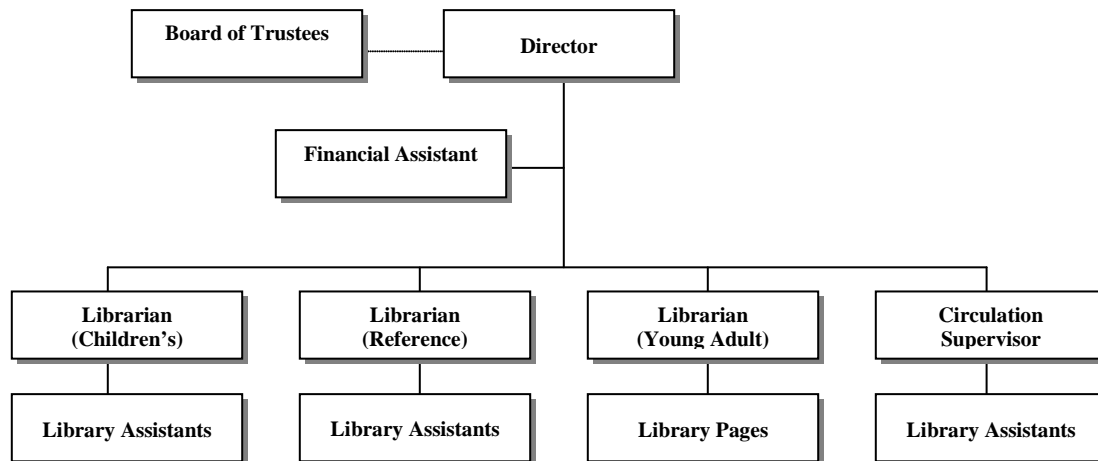 Board of Trustees
Director
Financial Assistant
Librarian
(Children’s)
Librarian
(Reference)
Librarian
(Young Adult)
Circulation
Supervisor
Library Assistants
Library Assistants
Library Pages
Library Assistants